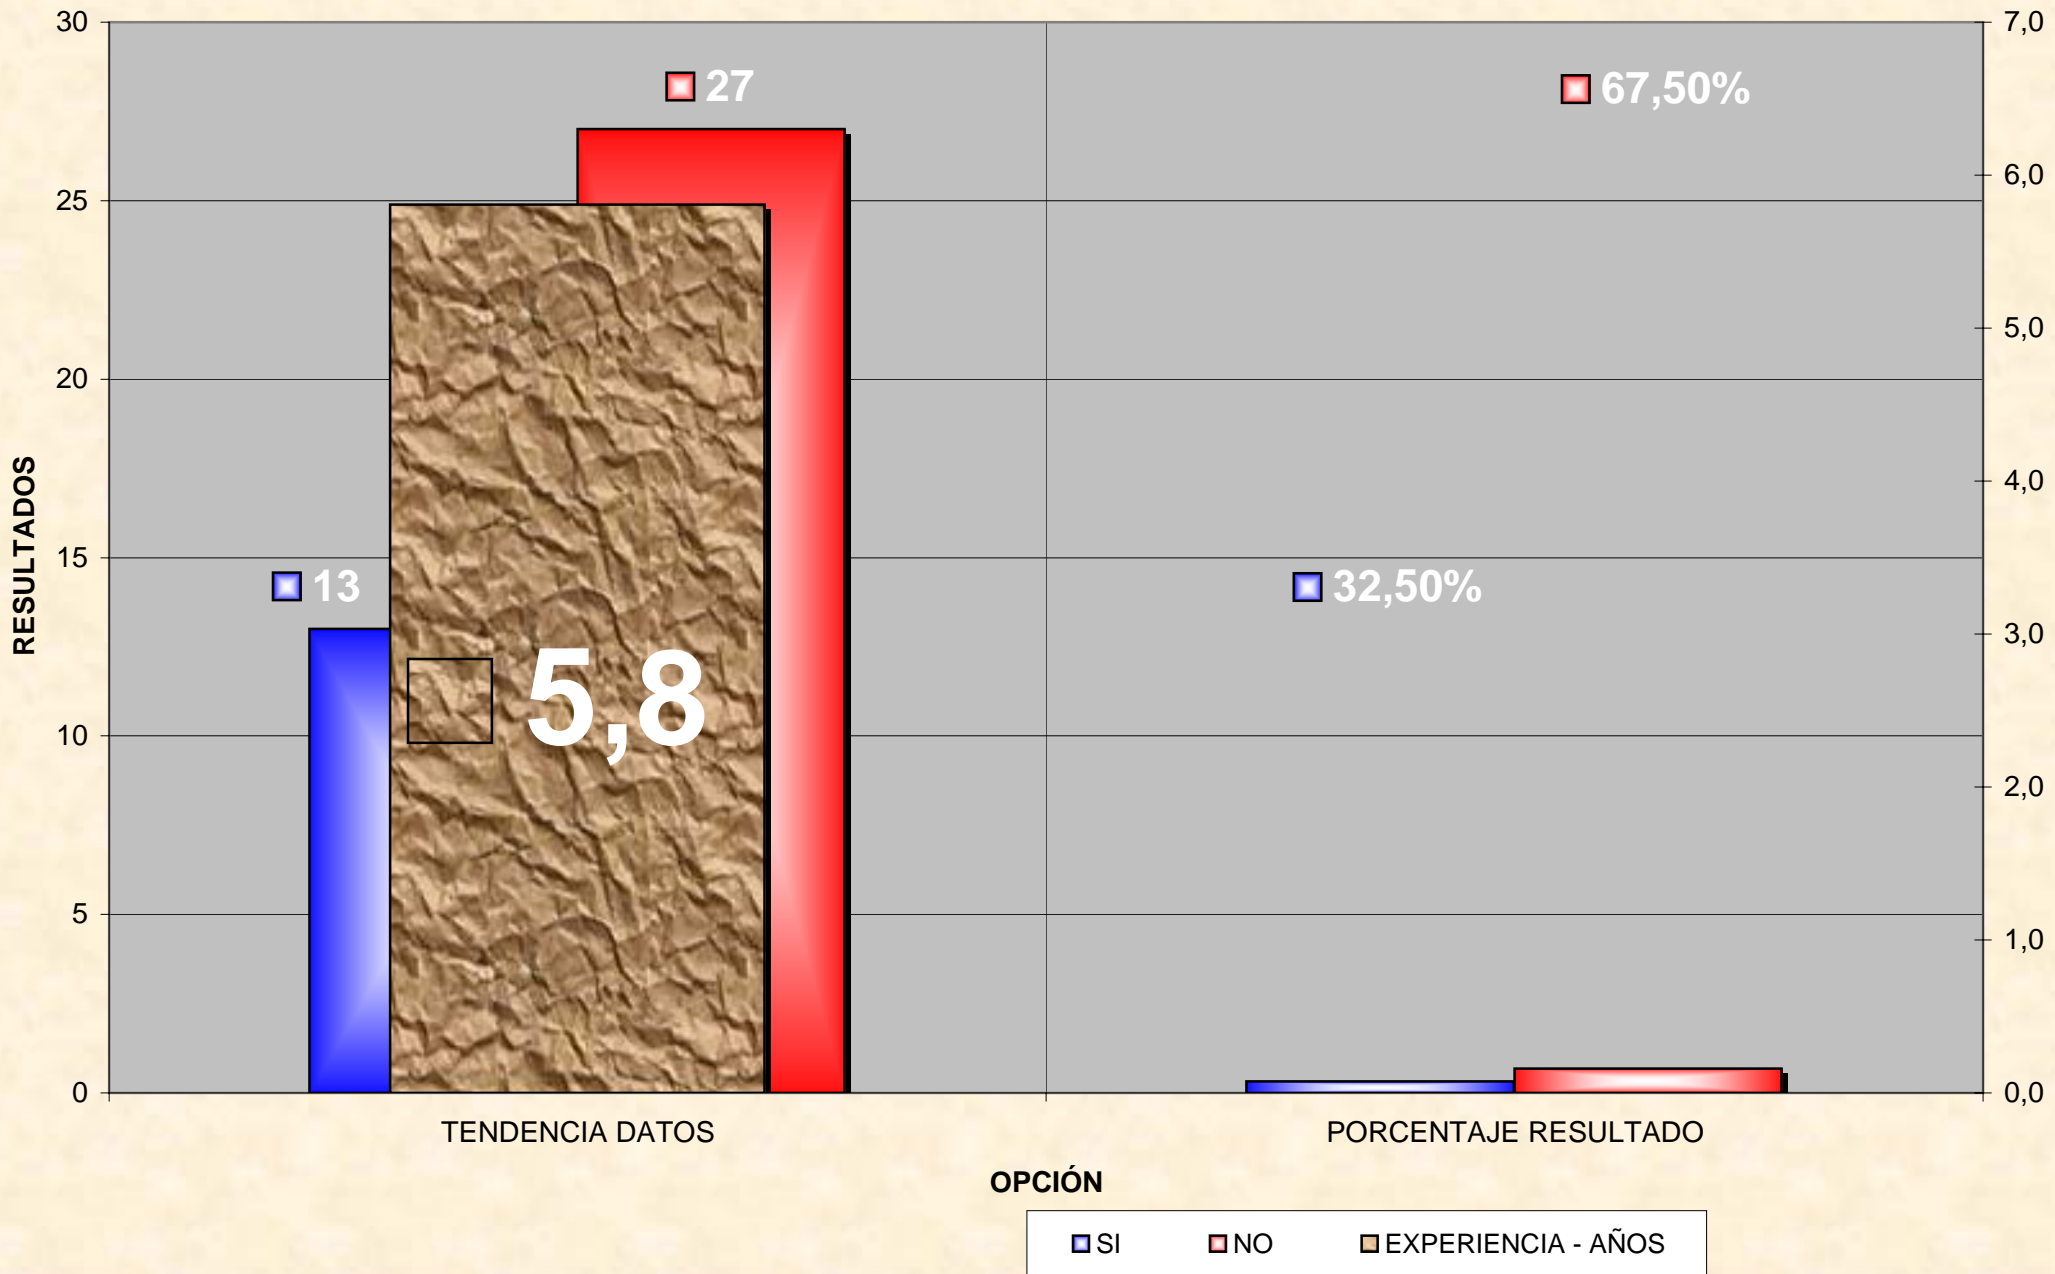 30
25
20
15
10
5
0
RESULTADOS
7,0
6,0
5,0
4,0
3,0
2,0
1,0
0,0
27
67,50%
13
32,50%
5,8
TENDENCIA DATOS
PORCENTAJE RESULTADO
OPCIÓN
SI
NO
EXPERIENCIA - AÑOS